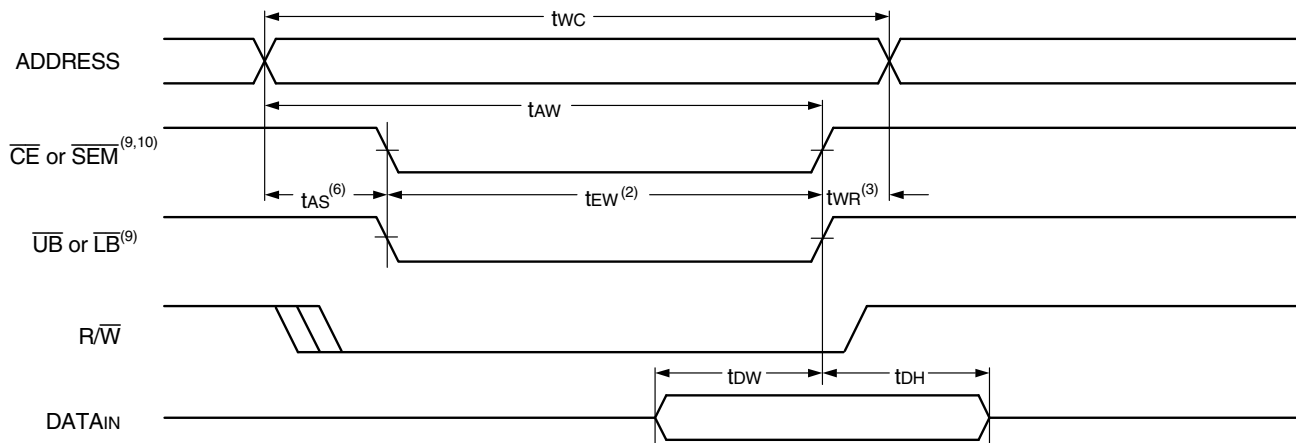 tWC
ADDRESS
tAW
CE or SEM(9,10)
tAS(6)
tEW(2)
tWR(3)
UB or LB(9)
R/W
tDW
tDH
DATAIN